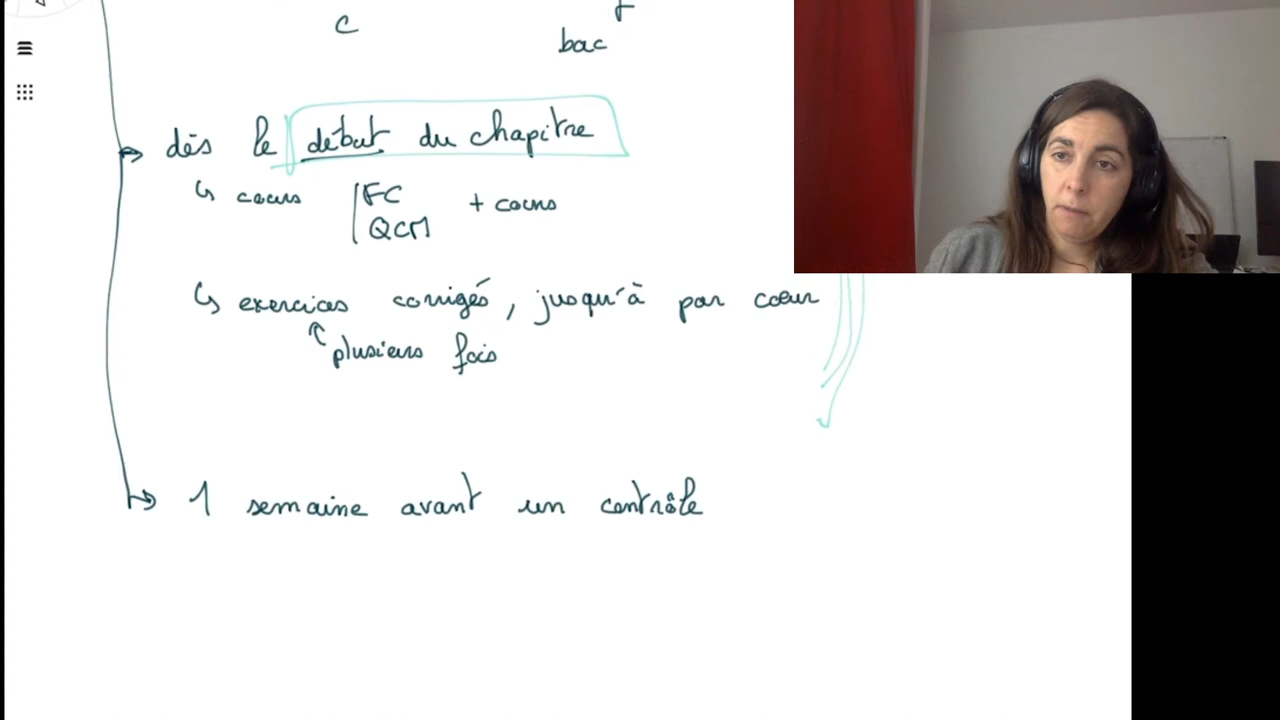 c
bac
dès le début du chapitre
↳ cours | FC + cours
QCM
↳ exercices corrigés, jusqu'à par cœur
plusieurs fois
1 semaine avant un contrôle